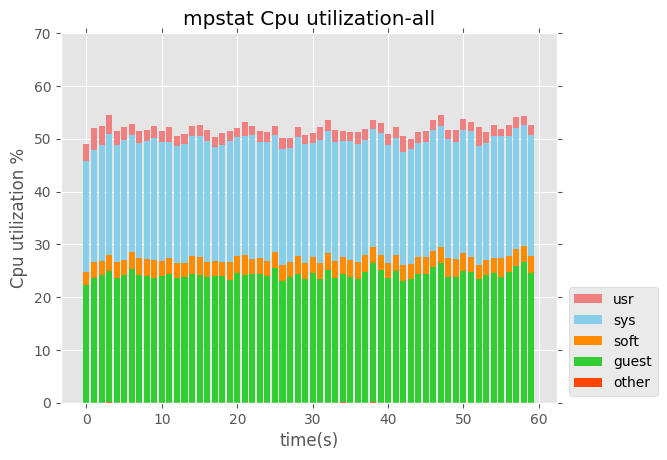 mpstat Cpu utilization-all
Cpu utilization %
70
60
50
40
30
20
10
0
0 10 20 30 40 50 60
time(s)
usr
sys
soft
guest
other